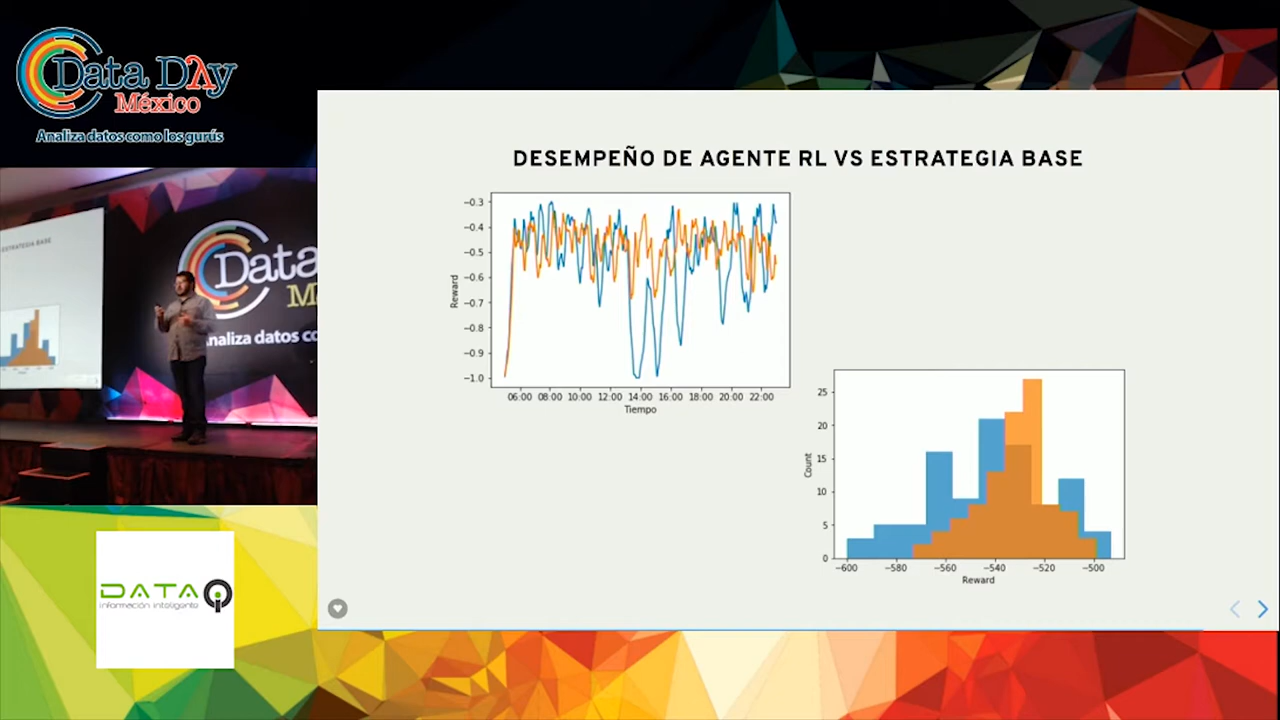 Data Day
México
Analiza datos como los gurús
DESEMPEÑO DE AGENTE RL VS ESTRATEGIA BASE
−0.3
−0.4
−0.5
−0.6
−0.7
−0.8
−0.9
−1.0
Reward
06:00 08:00 10:00 12:00 14:00 16:00 18:00 20:00 22:00
Tiempo
25
20
15
10
5
0
Count
−600 −580 −560 −540 −520 −500
Reward
ESTRATEGIA BASE
Data
M
Analiza datos co
DATA IQ
información inteligente